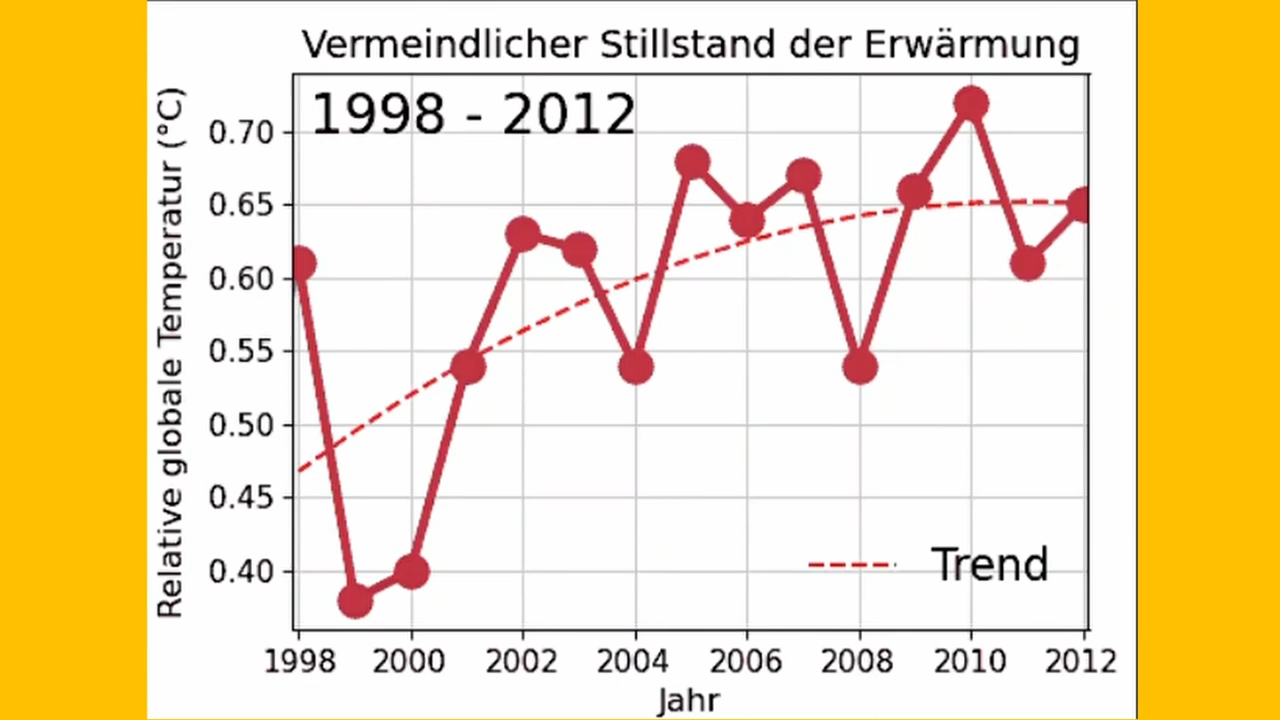 Vermeindlicher Stillstand der Erwärmung
1998 - 2012
Relative globale Temperatur (°C)
0.70
0.65
0.60
0.55
0.50
0.45
0.40
Trend
1998 2000 2002 2004 2006 2008 2010 2012
Jahr